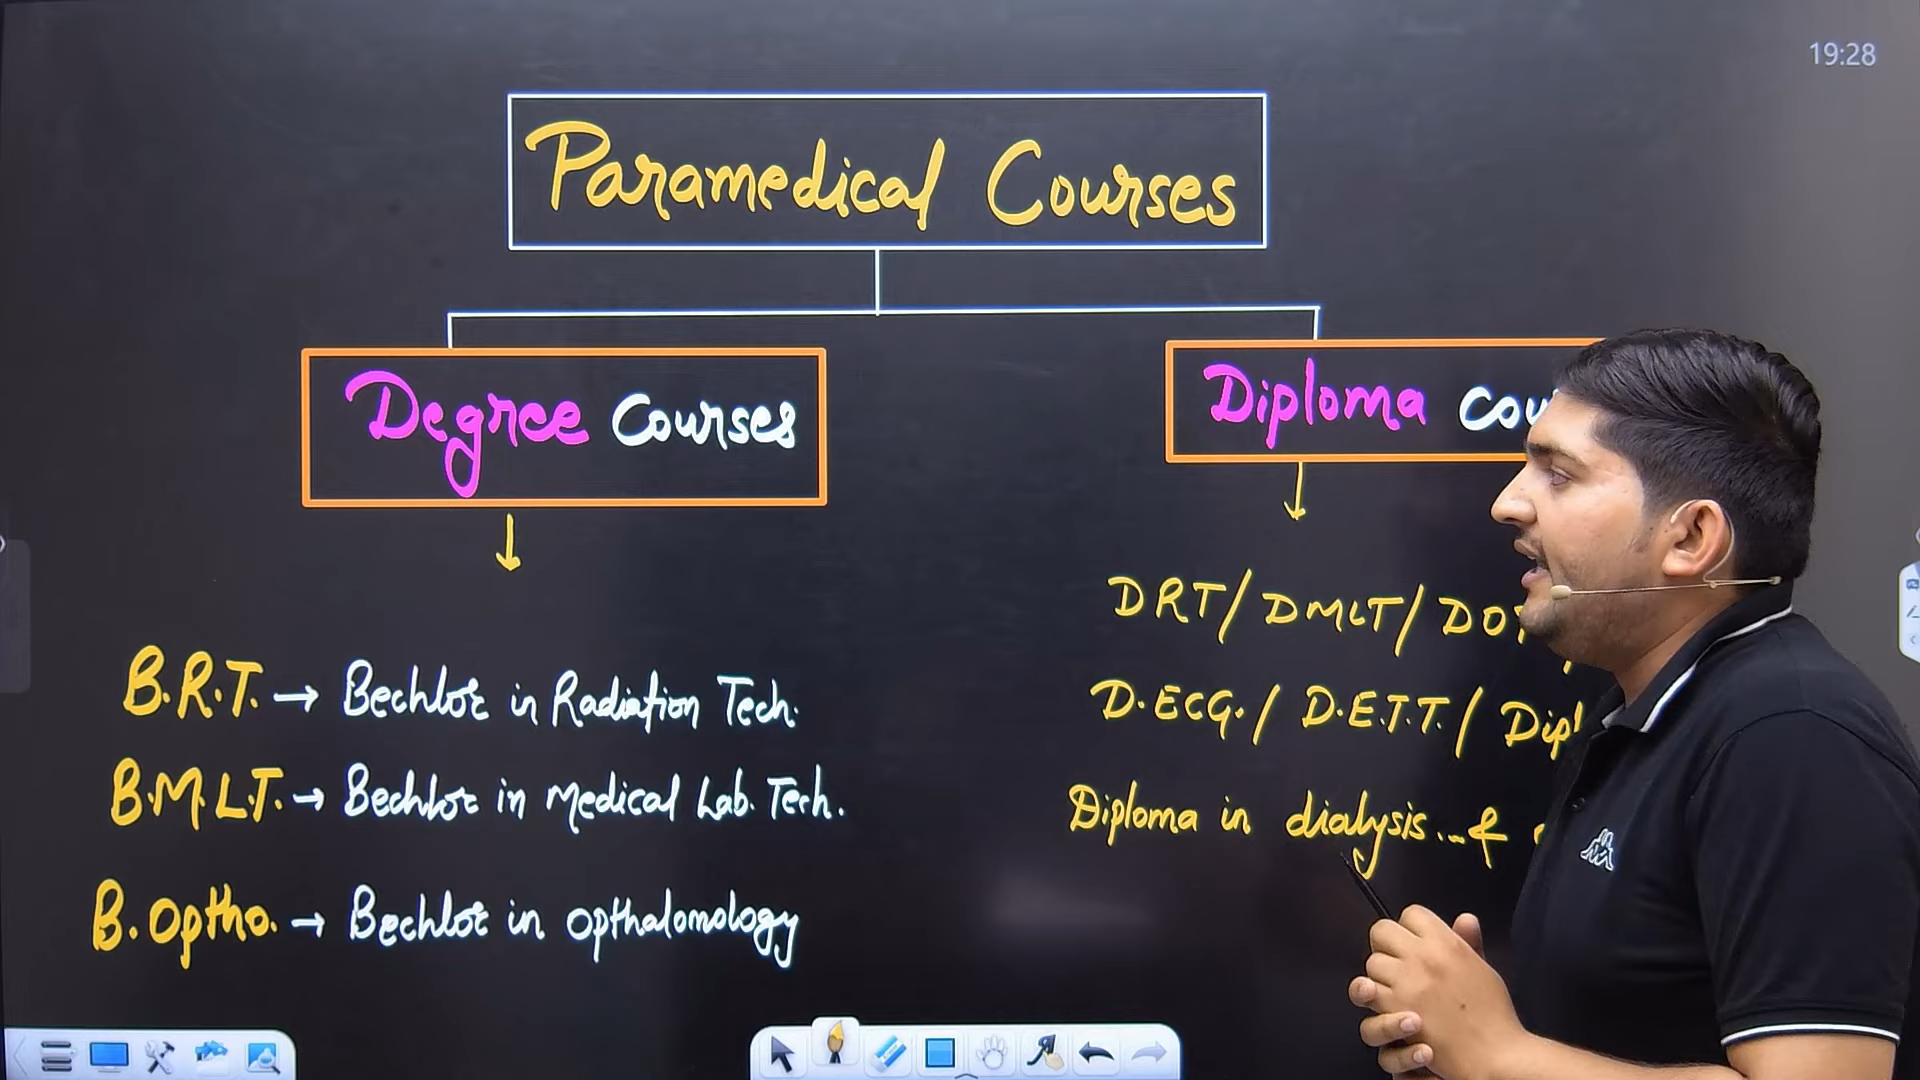 19:28
Paramedical Courses
Degree Courses
Diploma
B.R.T. → Bechlor in Radiation Tech.
B.M.L.T. → Bechlor in Medical Lab. Tech.
B. Optho. → Bechlor in Opthalomology
DRT/ DMLT/
D.ECG./ D.E.T.T./
Diploma in dialysis...&